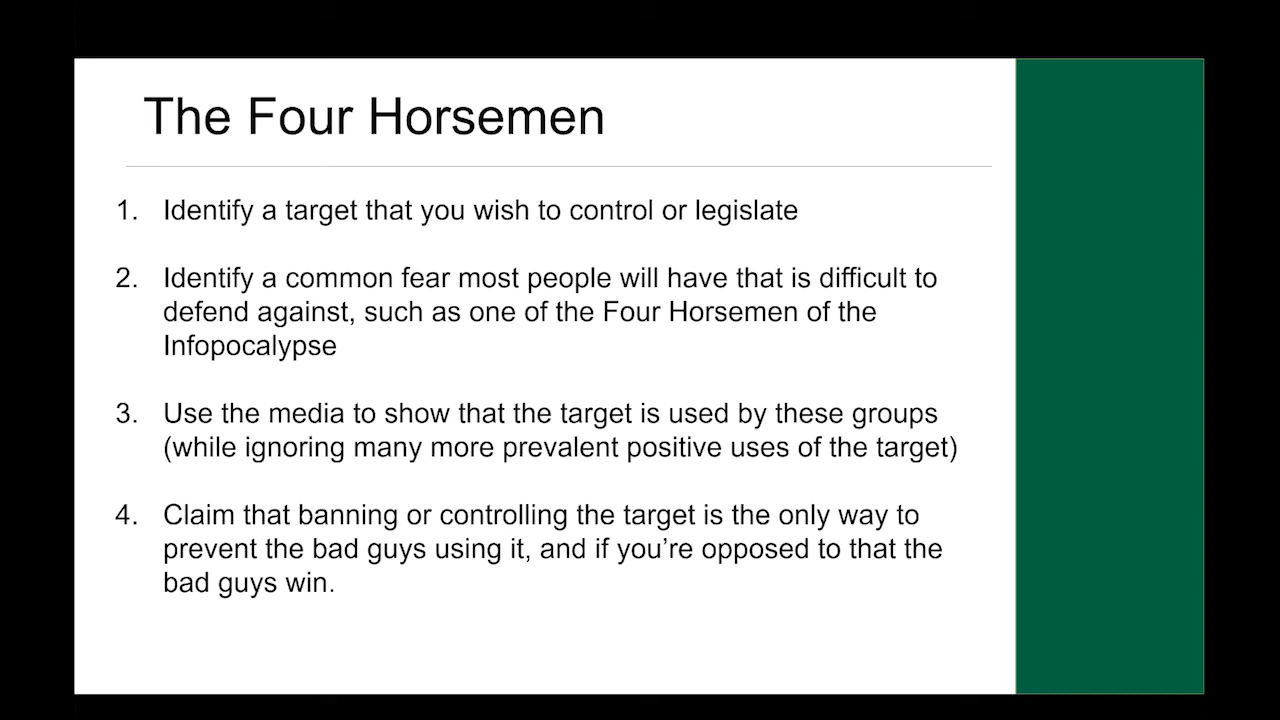 The Four Horsemen
1. Identify a target that you wish to control or legislate
2. Identify a common fear most people will have that is difficult to
defend against, such as one of the Four Horsemen of the
Infopocalypse
3. Use the media to show that the target is used by these groups
(while ignoring many more prevalent positive uses of the target)
4. Claim that banning or controlling the target is the only way to
prevent the bad guys using it, and if you’re opposed to that the
bad guys win.